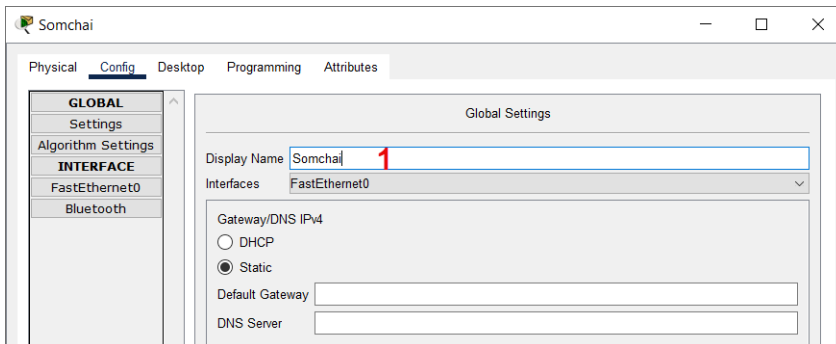 Somchai
Physical Config Desktop Programming Attributes
GLOBAL
Settings
Algorithm Settings
INTERFACE
FastEthernet0
Bluetooth
Global Settings
Display Name Somchai 1
Interfaces FastEthernet0
Gateway/DNS IPv4
DHCP
Static
Default Gateway
DNS Server